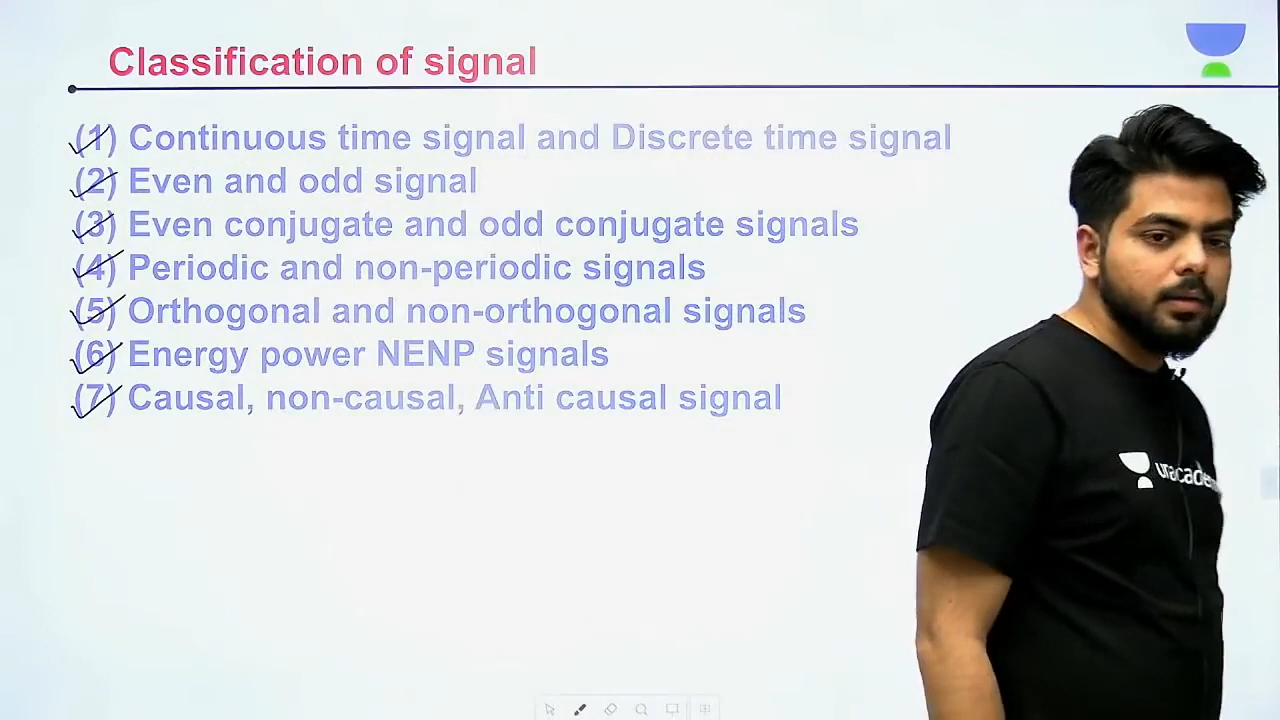 Classification of signal
(1) Continuous time signal and Discrete time signal
(2) Even and odd signal
(3) Even conjugate and odd conjugate signals
(4) Periodic and non-periodic signals
(5) Orthogonal and non-orthogonal signals
(6) Energy power NENP signals
(7) Causal, non-causal, Anti causal signal